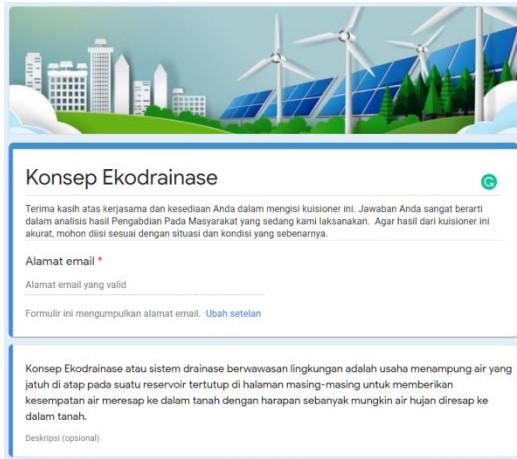 Konsep Ekodrainase
Terima kasih atas kerjasama dan kesediaan Anda dalam mengisi kuisioner ini. Jawaban Anda sangat berarti
dalam analisis hasil Pengabdian Pada Masyarakat yang sedang kami laksanakan. Agar hasil dari kuisioner ini
akurat, mohon diisi sesuai dengan situasi dan kondisi yang sebenarnya.
Alamat email *
Alamat email yang valid
Formulir ini mengumpulkan alamat email. Ubah setelan
Konsep Ekodrainase atau sistem drainase berwawasan lingkungan adalah usaha menampung air yang
jatuh di atap pada suatu reservoir tertutup di halaman masing-masing untuk memberikan
kesempatan air meresap ke dalam tanah dengan harapan sebanyak mungkin air hujan diresap ke
dalam tanah.
Deskripsi (opsional)